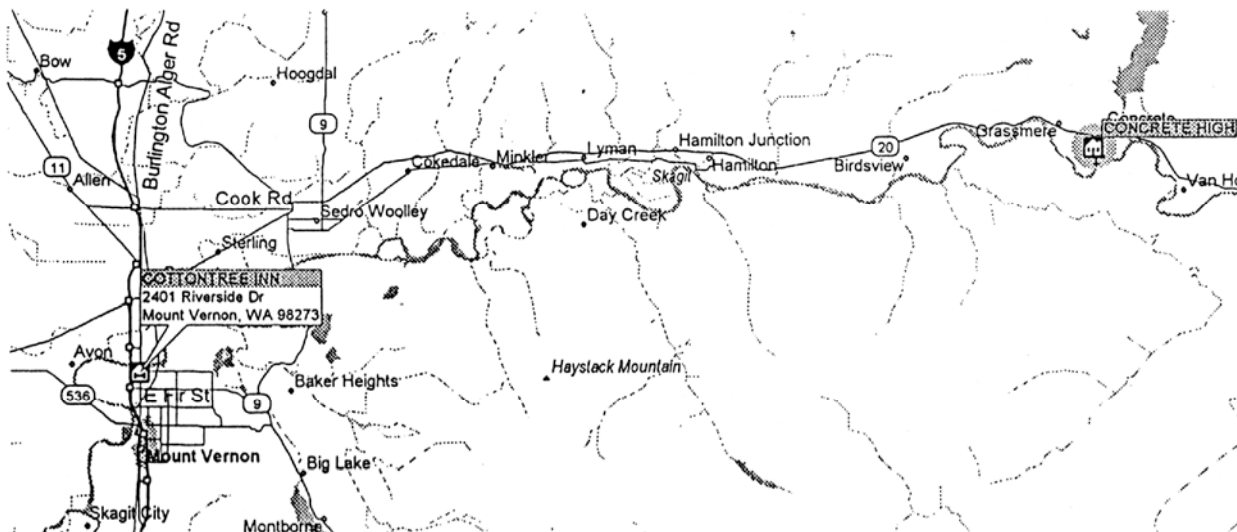 5
Burlington Alger Rd
Bow
Hoogdal
9
11
Allen
Cook Rd
Cokedale
Minkler
Lyman
Hamilton Junction
Hamilton
Skagit
20
Birdsview
Grassmere
Concrete
CONCRETE HIGH
Van Ho
Sedro Woolley
Day Creek
Sterling
COTTONTREE INN
2401 Riverside Dr
Mount Vernon, WA 98273
Avon
Haystack Mountain
Baker Heights
536
E Fir St
9
Mount Vernon
Big Lake
Skagit City
Montborne